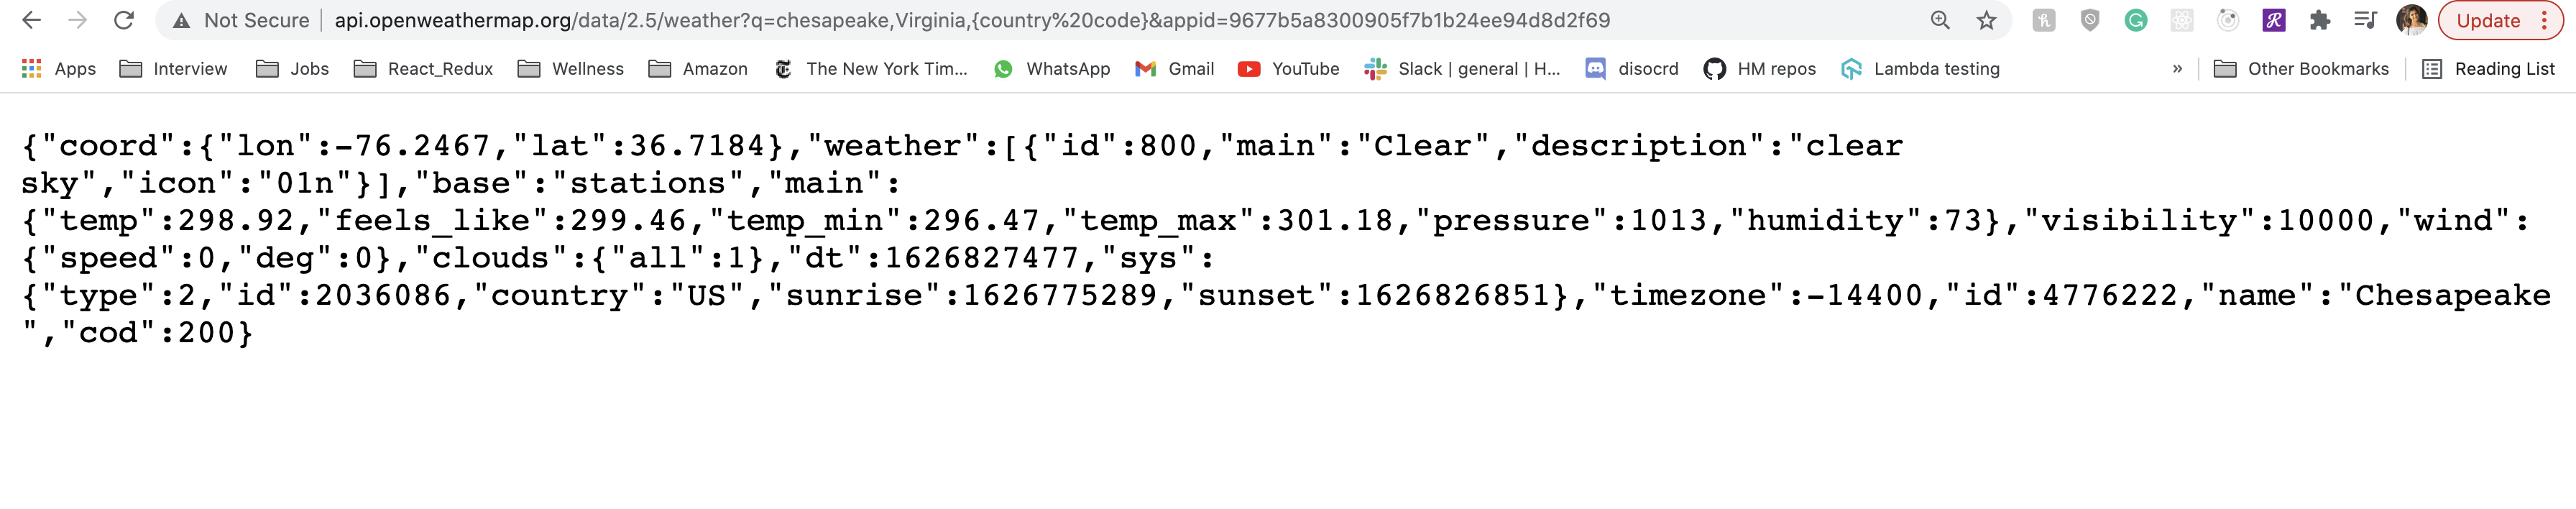 Not Secure | api.openweathermap.org/data/2.5/weather?q=chesapeake,Virginia,{country%20code}&appid=9677b5a8300905f7b1b24ee94d8d2f69 Update
Apps Interview Jobs React_Redux Wellness Amazon The New York Tim... WhatsApp Gmail YouTube Slack | general | H... disocrd HM repos Lambda testing » Other Bookmarks Reading List
{"coord":{"lon":-76.2467,"lat":36.7184},"weather":[{"id":800,"main":"Clear","description":"clear
sky","icon":"01n"}],"base":"stations","main":
{"temp":298.92,"feels_like":299.46,"temp_min":296.47,"temp_max":301.18,"pressure":1013,"humidity":73},"visibility":10000,"wind":
{"speed":0,"deg":0},"clouds":{"all":1},"dt":1626827477,"sys":
{"type":2,"id":2036086,"country":"US","sunrise":1626775289,"sunset":1626826851},"timezone":-14400,"id":4776222,"name":"Chesapeake
","cod":200}